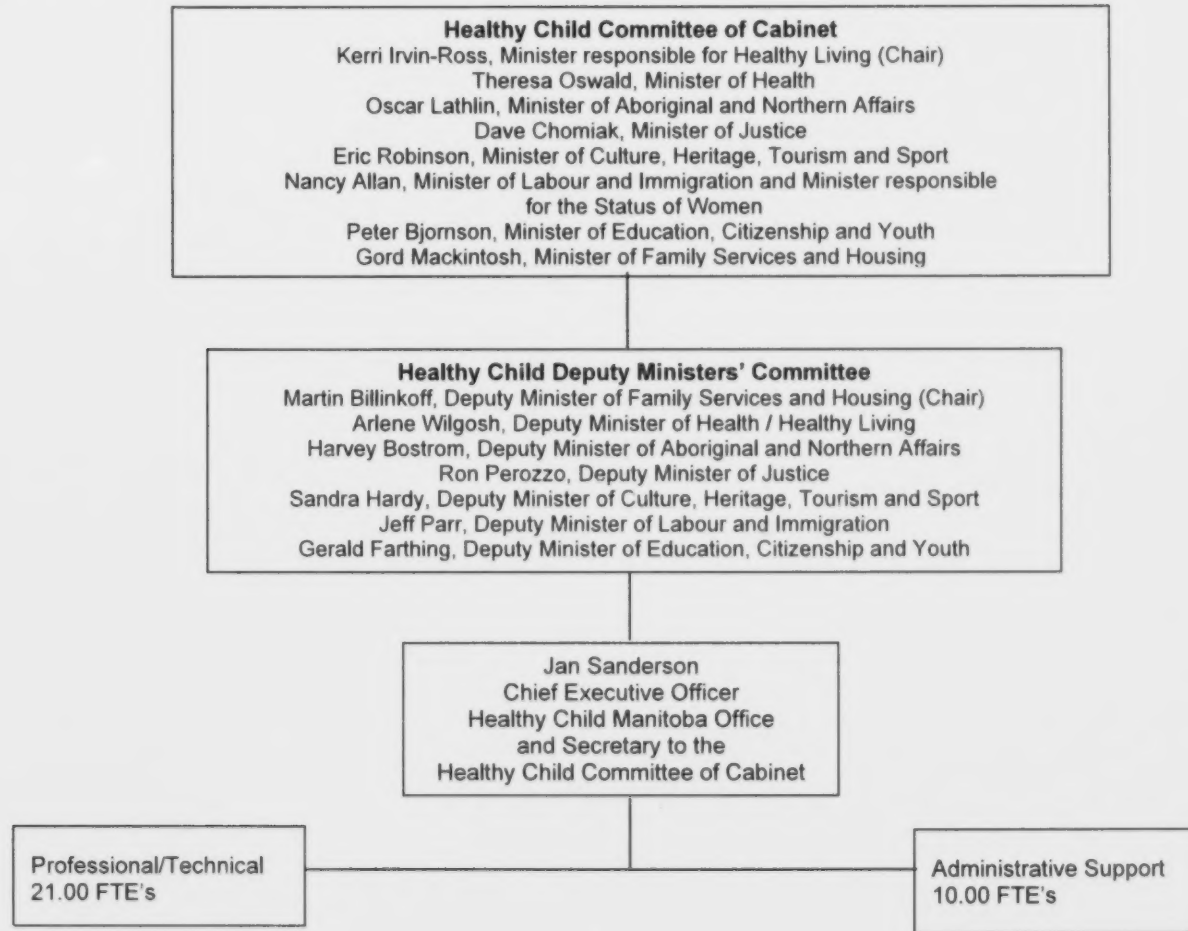 Healthy Child Committee of Cabinet
Kerri Irvin-Ross, Minister responsible for Healthy Living (Chair)
Theresa Oswald, Minister of Health
Oscar Lathlin, Minister of Aboriginal and Northern Affairs
Dave Chomiak, Minister of Justice
Eric Robinson, Minister of Culture, Heritage, Tourism and Sport
Nancy Allan, Minister of Labour and Immigration and Minister responsible
for the Status of Women
Peter Bjornson, Minister of Education, Citizenship and Youth
Gord Mackintosh, Minister of Family Services and Housing
Healthy Child Deputy Ministers' Committee
Martin Billinkoff, Deputy Minister of Family Services and Housing (Chair)
Arlene Wilgosh, Deputy Minister of Health / Healthy Living
Harvey Bostrom, Deputy Minister of Aboriginal and Northern Affairs
Ron Perozzo, Deputy Minister of Justice
Sandra Hardy, Deputy Minister of Culture, Heritage, Tourism and Sport
Jeff Parr, Deputy Minister of Labour and Immigration
Gerald Farthing, Deputy Minister of Education, Citizenship and Youth
Jan Sanderson
Chief Executive Officer
Healthy Child Manitoba Office
and Secretary to the
Healthy Child Committee of Cabinet
Professional/Technical
21.00 FTE's
Administrative Support
10.00 FTE's